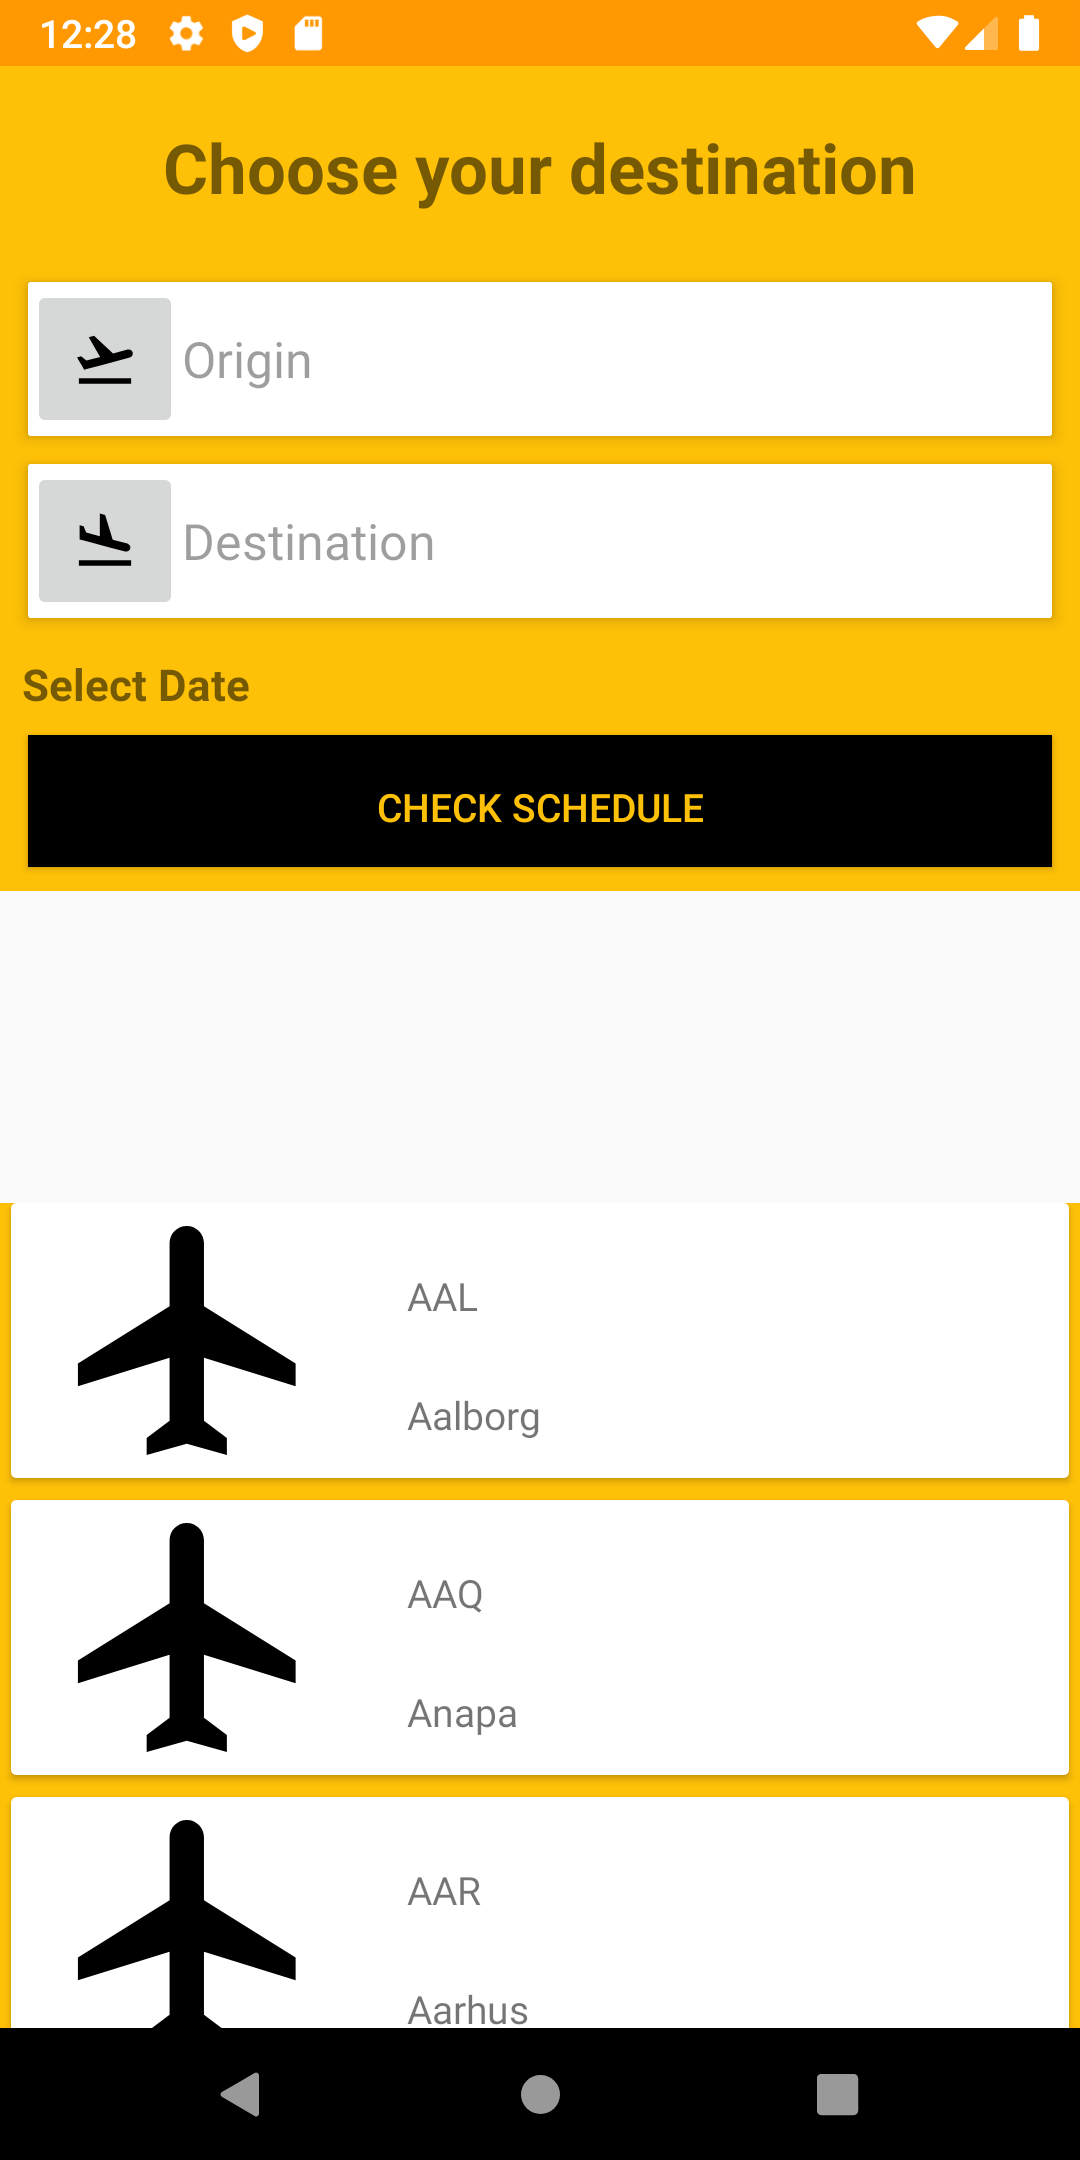 12:28
Choose your destination
Origin
Destination
Select Date
CHECK SCHEDULE
AAL
Aalborg
AAQ
Anapa
AAR
Aarhus